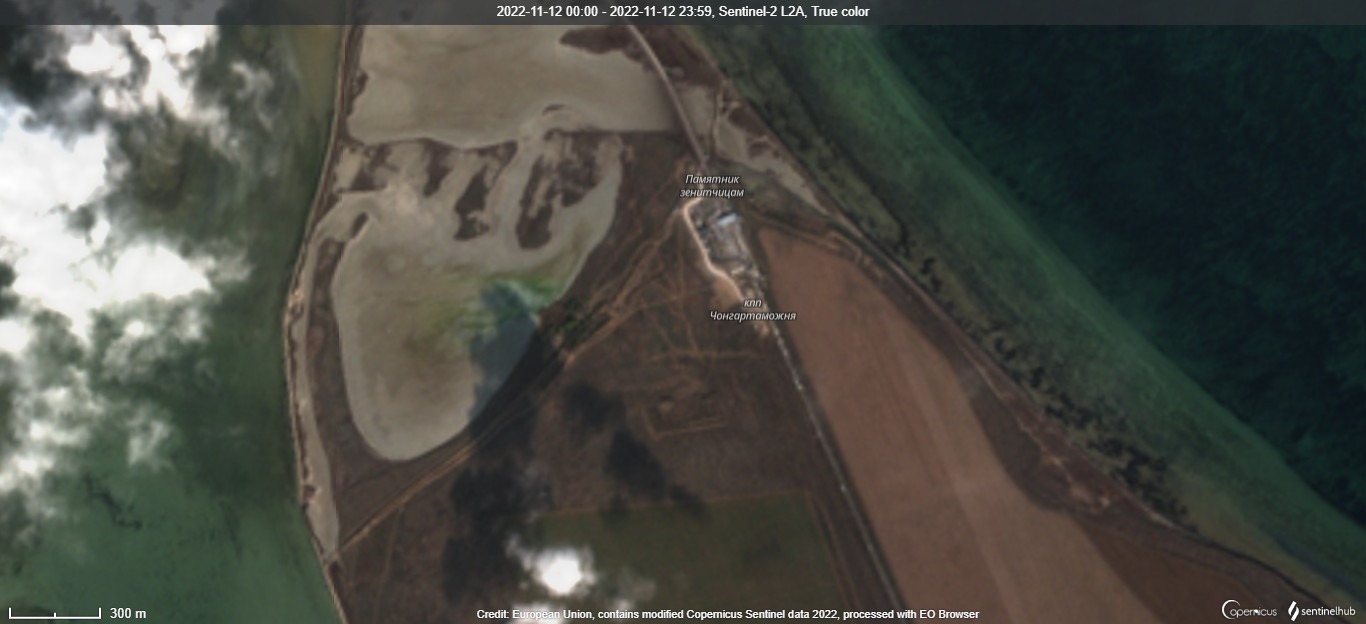 2022-11-12 00:00 - 2022-11-12 23:59, Sentinel-2 L2A, True color
Памятник
зенитчицам
кпп
Чонгартаможня
300 m
Credit: European Union, contains modified Copernicus Sentinel data 2022, processed with EO Browser
opernicus
sentinelhub